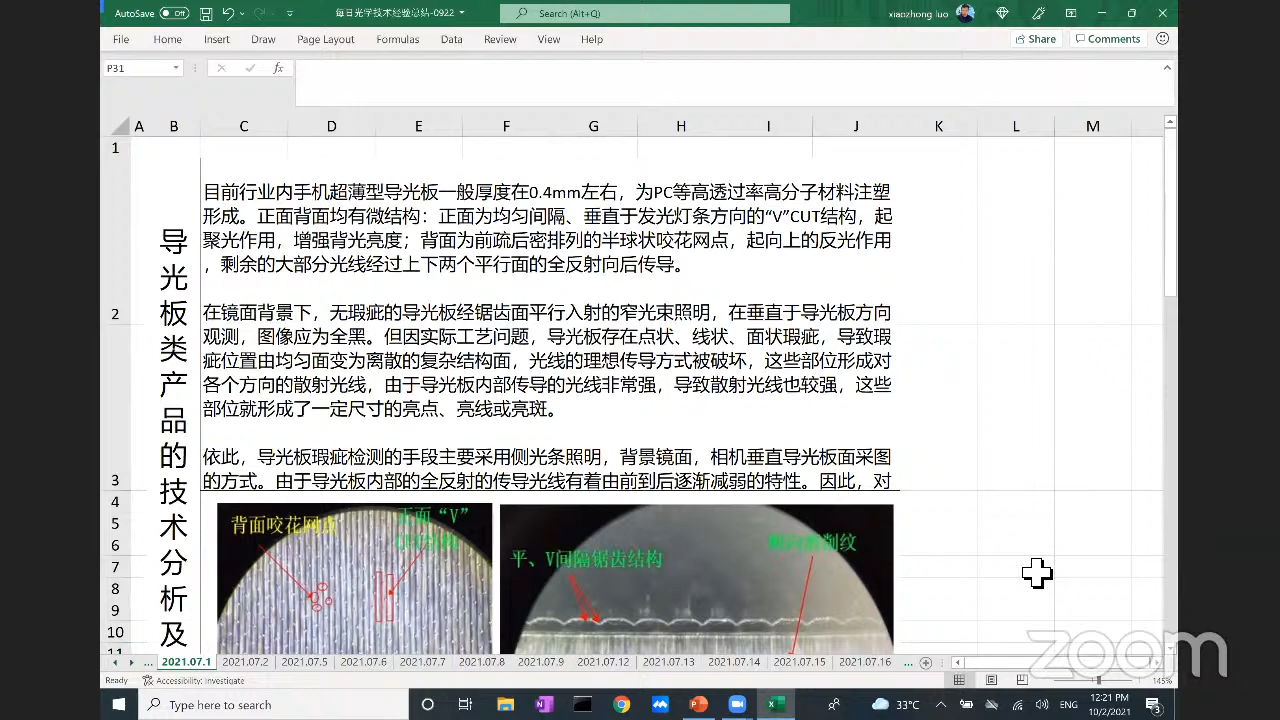 AutoSave Off 每日光学技术经验总结-0922 Search (Alt+Q) xiaozhong luo
File Home Insert Draw Page Layout Formulas Data Review View Help Share Comments
P31 fx
A B C D E F G H I J K L M
1
目前行业内手机超薄型导光板一般厚度在0.4mm左右，为PC等高透过率高分子材料注塑
形成。正面背面均有微结构：正面为均匀间隔、垂直于发光灯条方向的“V”CUT结构，起
聚光作用，增强背光亮度；背面为前疏后密排列的半球状咬花网点，起向上的反光作用
，剩余的大部分光线经过上下两个平行面的全反射向后传导。
2
在镜面背景下，无瑕疵的导光板经锯齿面平行入射的窄光束照明，在垂直于导光板方向
观测，图像应为全黑。但因实际工艺问题，导光板存在点状、线状、面状瑕疵，导致瑕
疵位置由均匀面变为离散的复杂结构面，光线的理想传导方式被破坏，这些部位形成对
各个方向的散射光线，由于导光板内部传导的光线非常强，导致散射光线也较强，这些
部位就形成了一定尺寸的亮点、亮线或亮斑。
依此，导光板瑕疵检测的手段主要采用侧光条照明，背景镜面，相机垂直导光板面采图
3
的方式。由于导光板内部的全反射的传导光线有着由前到后逐渐减弱的特性。因此，对
导光板类产品的技术分析及
4
5
6
7
8
9
10
11
背面咬花网点
正面“V”
CUT结构
平、V间隔锯齿结构
... 2021.07.1 2021.07.2 2021.07.5 2021.07.6 2021.07.7 2021.07.8 2021.07.9 2021.07.12 2021.07.13 2021.07.14 2021.07.15 2021.07.16 ...
Ready Accessibility: Investigate 145%
zoom
Type here to search 33°C ENG 12:21 PM
10/2/2021 3